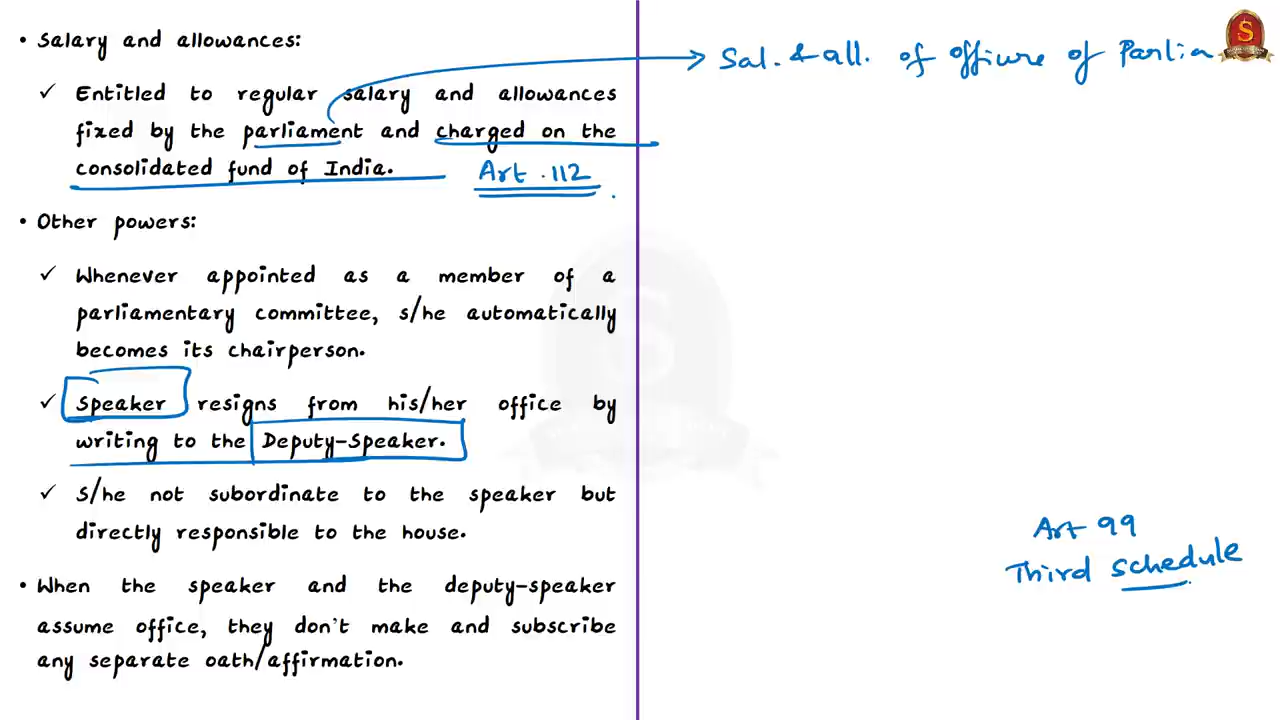 • Salary and allowances:
✓ Entitled to regular salary and allowances
fixed by the parliament and charged on the
consolidated fund of India.
Art. 112
• Other powers:
✓ Whenever appointed as a member of a
parliamentary committee, s/he automatically
becomes its chairperson.
✓ Speaker resigns from his/her office by
writing to the Deputy-Speaker.
✓ S/he not subordinate to the speaker but
directly responsible to the house.
• When the speaker and the deputy-speaker
assume office, they don't make and subscribe
any separate oath/affirmation.
Sal. & all. of officre of Parlia
Art 99
Third Schedule
S